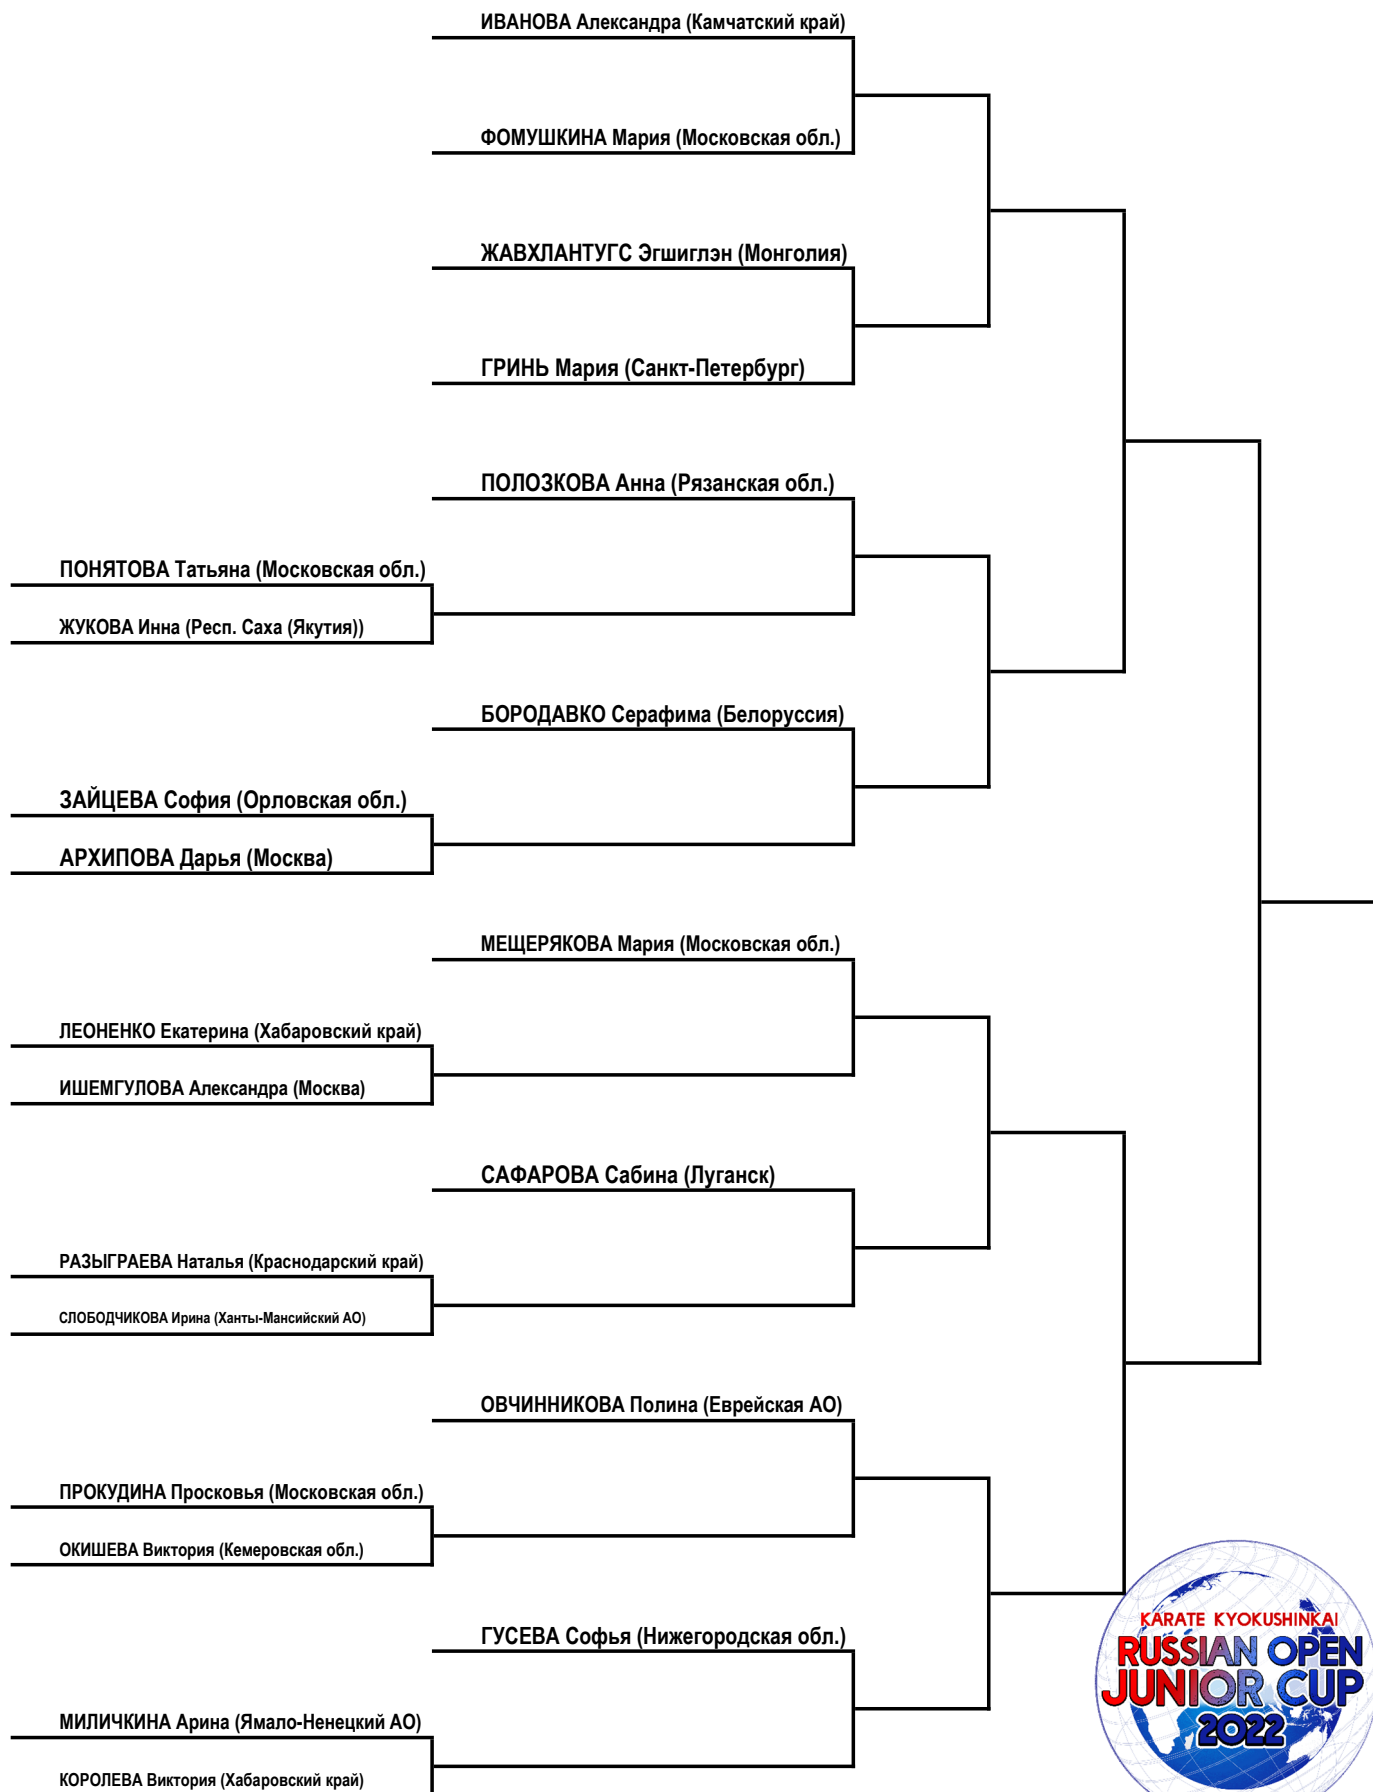 ИВАНОВА Александра (Камчатский край)
ФОМУШКИНА Мария (Московская обл.)
ЖАВХЛАНТУГС Эгшиглэн (Монголия)
ГРИНЬ Мария (Санкт-Петербург)
ПОЛОЗКОВА Анна (Рязанская обл.)
ПОНЯТОВА Татьяна (Московская обл.)
ЖУКОВА Инна (Респ. Саха (Якутия))
БОРОДАВКО Серафима (Белоруссия)
ЗАЙЦЕВА София (Орловская обл.)
АРХИПОВА Дарья (Москва)
МЕЩЕРЯКОВА Мария (Московская обл.)
ЛЕОНЕНКО Екатерина (Хабаровский край)
ИШЕМГУЛОВА Александра (Москва)
САФАРОВА Сабина (Луганск)
РАЗЫГРАЕВА Наталья (Краснодарский край)
СЛОБОДЧИКОВА Ирина (Ханты-Мансийский АО)
ОВЧИННИКОВА Полина (Еврейская АО)
ПРОКУДИНА Просковья (Московская обл.)
ОКИШЕВА Виктория (Кемеровская обл.)
ГУСЕВА Софья (Нижегородская обл.)
МИЛИЧКИНА Арина (Ямало-Ненецкий АО)
КОРОЛЕВА Виктория (Хабаровский край)
KARATE KYOKUSHINKAI
RUSSIAN OPEN
JUNIOR CUP
2022